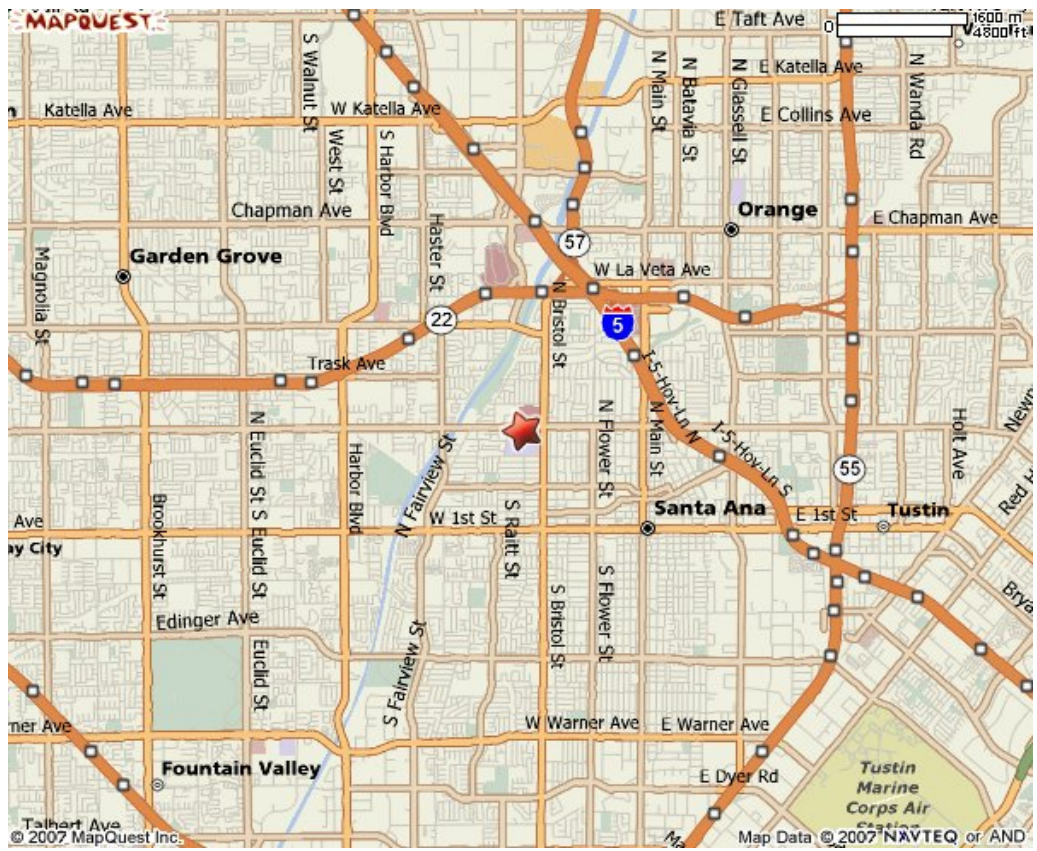 MAPQUEST
E Taft Ave
0
1600 m
4800 ft
S Walnut St
N Main St
N Batavia St
N Glassell St
E Katella Ave
N Wanda Rd
Katella Ave
W Katella Ave
E Collins Ave
West St
S Harbor Blvd
Chapman Ave
Orange
E Chapman Ave
Haster St
57
Magnolia St
Garden Grove
W La Veta Ave
N Bristol St
22
5
Trask Ave
I-5-Hov-Ln N
N Euclid St
N Flower St
N Main St
I-5-Hov-Ln S
Holt Ave
Newp
Harbor Blvd
N Fairview St
55
Red H
Brookhurst St
S Euclid St
S Raitt St
Ave
W 1st St
Santa Ana
E 1st St
Tustin
ay City
S Bristol St
S Flower St
Brya
Edinger Ave
Euclid St
S Fairview St
rner Ave
W Warner Ave
E Warner Ave
Fountain Valley
E Dyer Rd
Tustin
Marine
Corps Air
Station
Talbert Ave
Ma
© 2007 MapQuest Inc.
Map Data © 2007 NAVTEQ or AND